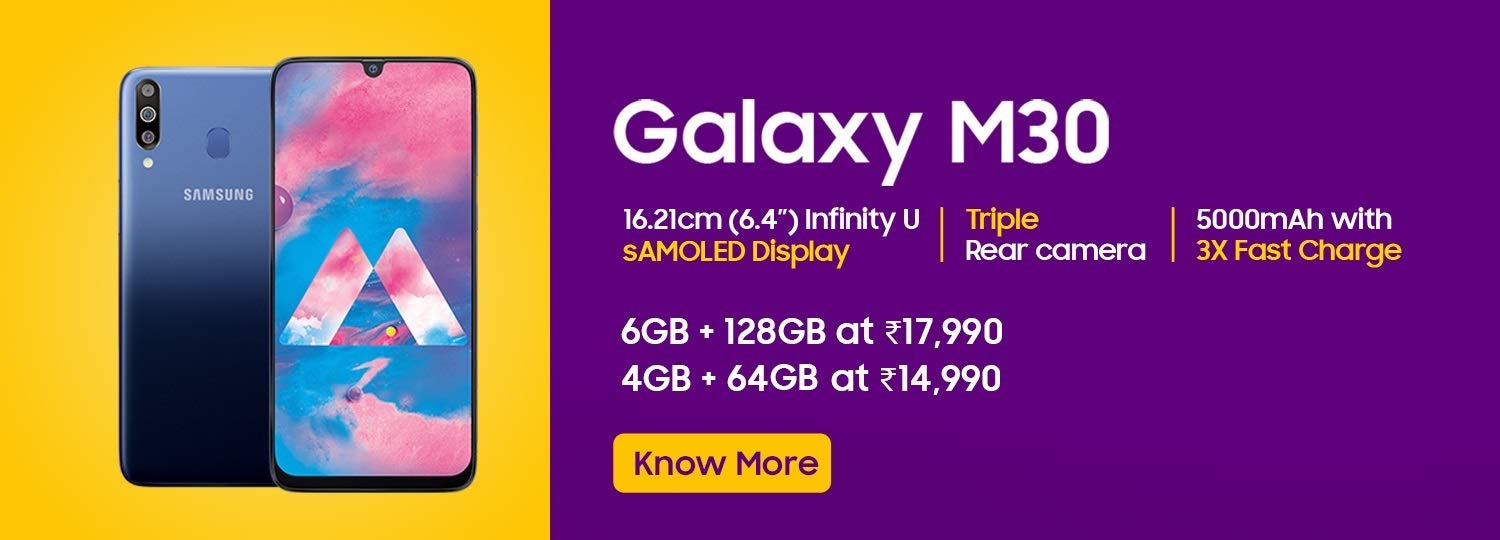 SAMSUNG
Galaxy M30
16.21cm (6.4") Infinity U
sAMOLED Display
Triple
Rear camera
5000mAh with
3X Fast Charge
6GB + 128GB at ₹17,990
4GB + 64GB at ₹14,990
Know More